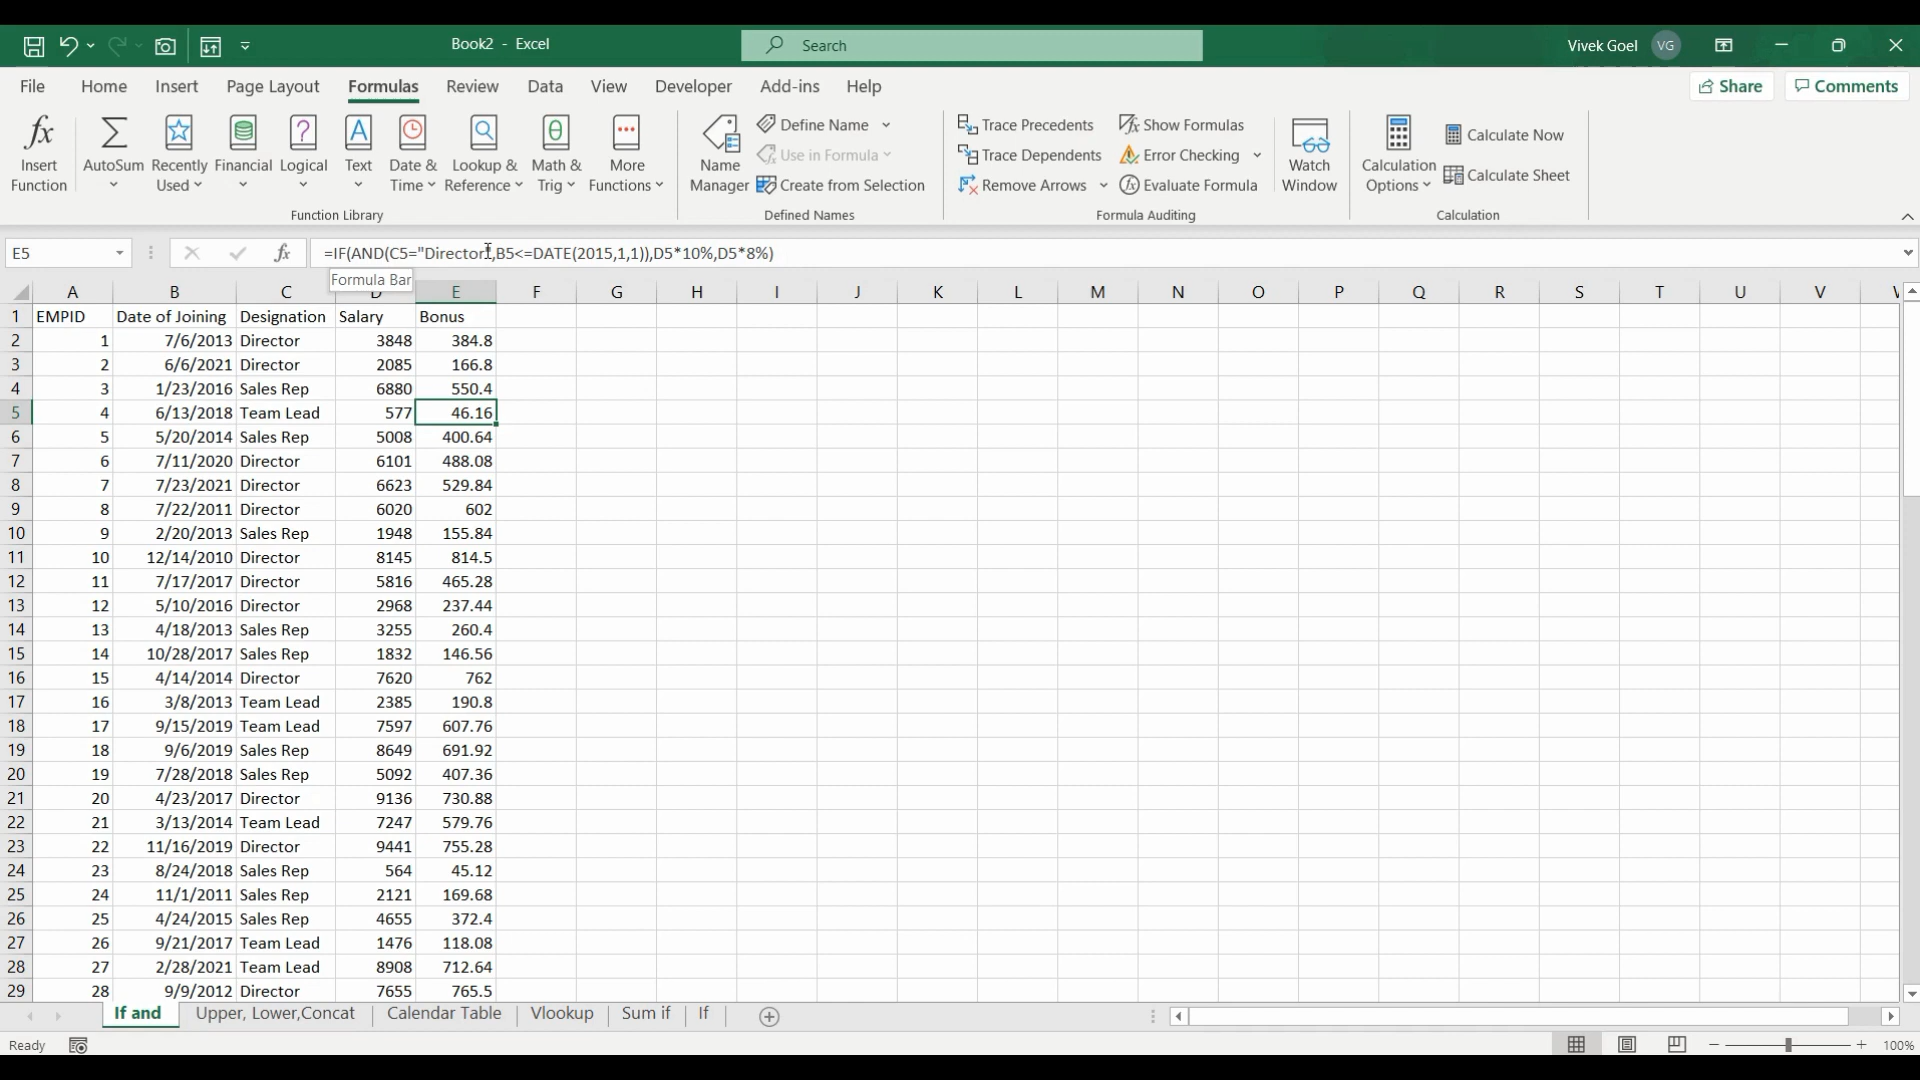 Book2 - Excel
Search
Vivek Goel VG
File Home Insert Page Layout Formulas Review Data View Developer Add-ins Help
Share Comments
Insert Function
AutoSum
Recently Used
Financial
Logical
Text
Date & Time
Lookup & Reference
Math & Trig
More Functions
Function Library
Name Manager
Define Name
Use in Formula
Create from Selection
Defined Names
Trace Precedents
Trace Dependents
Remove Arrows
Show Formulas
Error Checking
Evaluate Formula
Formula Auditing
Watch Window
Calculation Options
Calculate Now
Calculate Sheet
Calculation
E5 fx =IF(AND(C5="Director",B5<=DATE(2015,1,1)),D5*10%,D5*8%)
Formula Bar
A B C D E F G H I J K L M N O P Q R S T U V
1 EMPID Date of Joining Designation Salary Bonus
2 1 7/6/2013 Director 3848 384.8
3 2 6/6/2021 Director 2085 166.8
4 3 1/23/2016 Sales Rep 6880 550.4
5 4 6/13/2018 Team Lead 577 46.16
6 5 5/20/2014 Sales Rep 5008 400.64
7 6 7/11/2020 Director 6101 488.08
8 7 7/23/2021 Director 6623 529.84
9 8 7/22/2011 Director 6020 602
10 9 2/20/2013 Sales Rep 1948 155.84
11 10 12/14/2010 Director 8145 814.5
12 11 7/17/2017 Director 5816 465.28
13 12 5/10/2016 Director 2968 237.44
14 13 4/18/2013 Sales Rep 3255 260.4
15 14 10/28/2017 Sales Rep 1832 146.56
16 15 4/14/2014 Director 7620 762
17 16 3/8/2013 Team Lead 2385 190.8
18 17 9/15/2019 Team Lead 7597 607.76
19 18 9/6/2019 Sales Rep 8649 691.92
20 19 7/28/2018 Sales Rep 5092 407.36
21 20 4/23/2017 Director 9136 730.88
22 21 3/13/2014 Team Lead 7247 579.76
23 22 11/16/2019 Director 9441 755.28
24 23 8/24/2018 Sales Rep 564 45.12
25 24 11/1/2011 Sales Rep 2121 169.68
26 25 4/24/2015 Sales Rep 4655 372.4
27 26 9/21/2017 Team Lead 1476 118.08
28 27 2/28/2021 Team Lead 8908 712.64
29 28 9/9/2012 Director 7655 765.5
If and Upper, Lower,Concat Calendar Table Vlookup Sum if If
Ready 100%